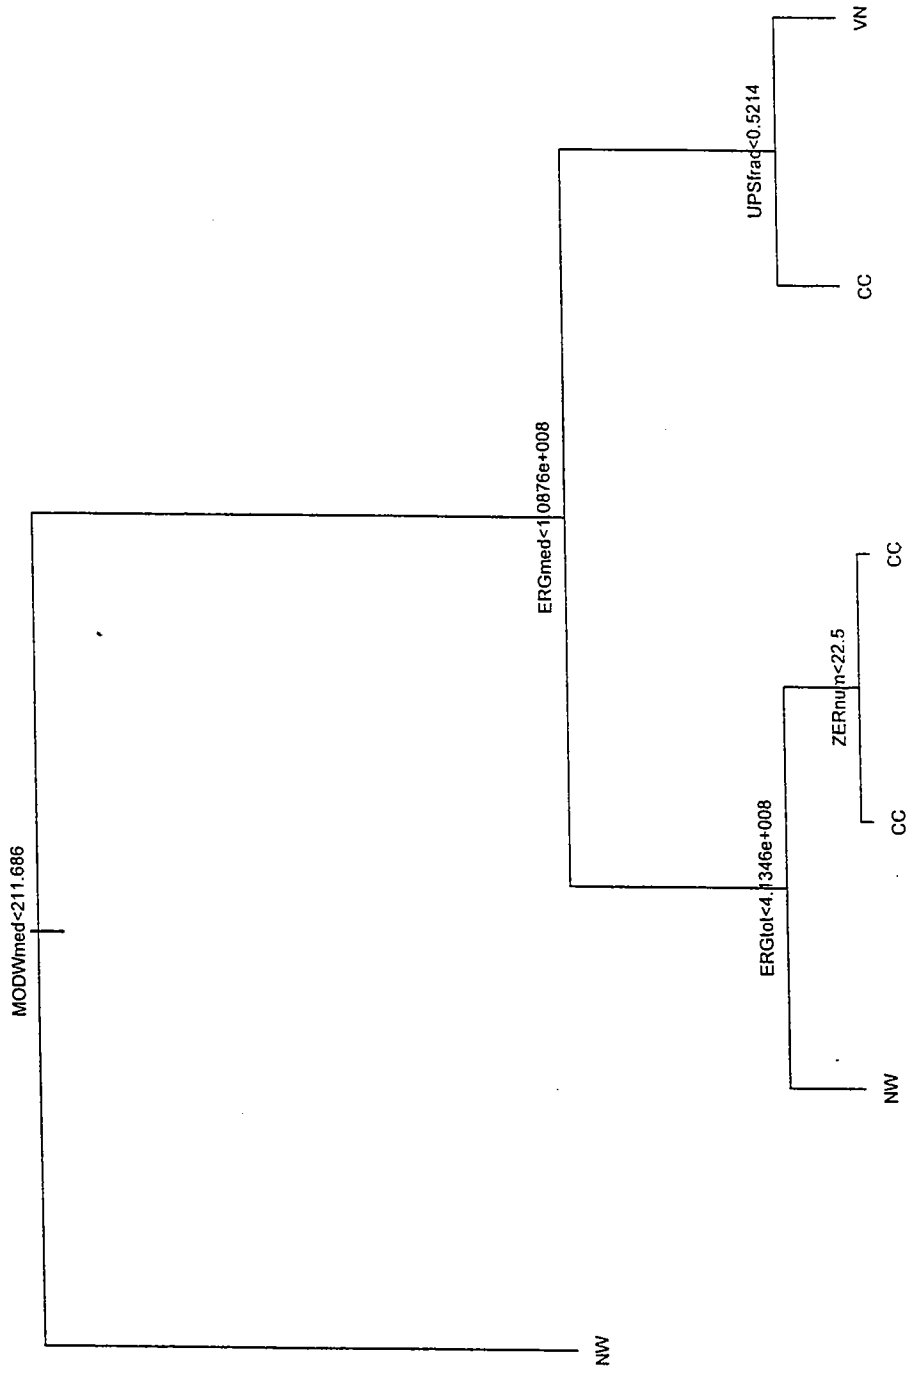 MODWmed<211.686
ERGmed<1.0876e+008
ERGtot<4.1346e+008
UPSfrac<0.5214
ZERnum<22.5
NW
NW
CC
CC
CC
VN